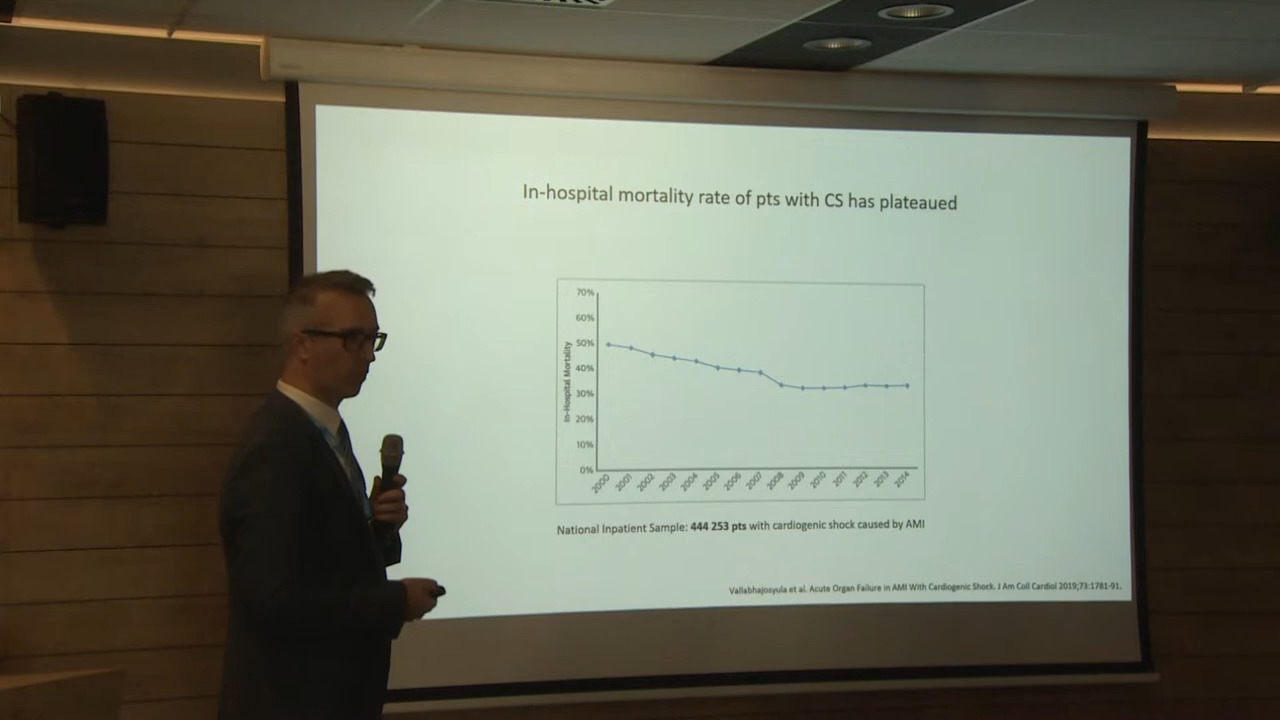 In-hospital mortality rate of pts with CS has plateaued
70%
60%
50%
40%
30%
20%
10%
0%
In-Hospital Mortality
2000 2001 2002 2003 2004 2005 2006 2007 2008 2009 2010 2011 2012 2013 2014
National Inpatient Sample: 444 253 pts with cardiogenic shock caused by AMI
Vallabhajosyula et al. Acute Organ Failure in AMI With Cardiogenic Shock. J Am Coll Cardiol 2019;73:1781-91.